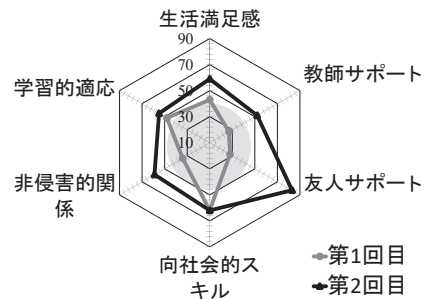 生活満足感
90
70
50
30
10
教師サポート
友人サポート
向社会的ス
キル
非侵害的関
係
学習的適応
第1回目
第2回目